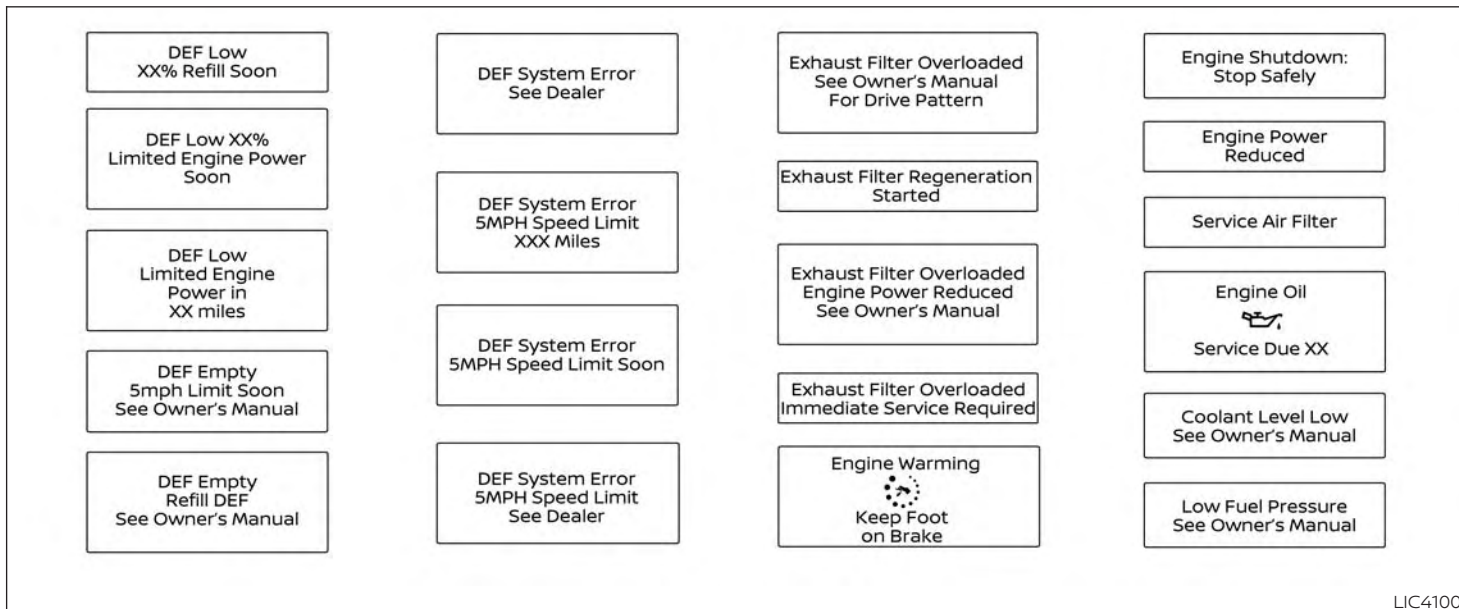 DEF Low
XX% Refill Soon
DEF Low XX%
Limited Engine Power
Soon
DEF Low
Limited Engine
Power in
XX miles
DEF Empty
5mph Limit Soon
See Owner's Manual
DEF Empty
Refill DEF
See Owner's Manual
DEF System Error
See Dealer
DEF System Error
5MPH Speed Limit
XXX Miles
DEF System Error
5MPH Speed Limit Soon
DEF System Error
5MPH Speed Limit
See Dealer
Exhaust Filter Overloaded
See Owner's Manual
For Drive Pattern
Exhaust Filter Regeneration
Started
Exhaust Filter Overloaded
Engine Power Reduced
See Owner's Manual
Exhaust Filter Overloaded
Immediate Service Required
Engine Warming
Keep Foot
on Brake
Engine Shutdown:
Stop Safely
Engine Power
Reduced
Service Air Filter
Engine Oil
Service Due XX
Coolant Level Low
See Owner's Manual
Low Fuel Pressure
See Owner's Manual
LIC4100